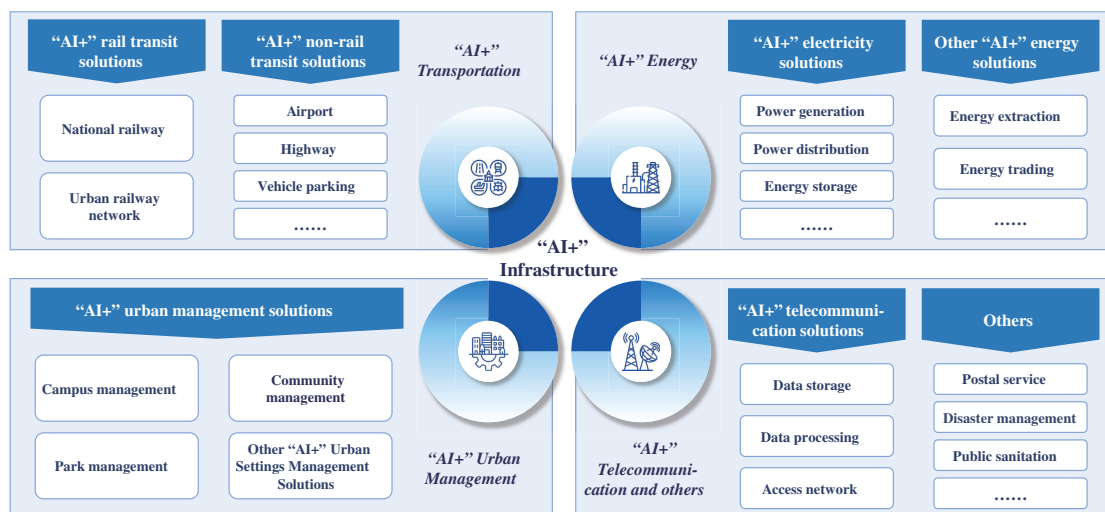 “AI+” rail transit
solutions
National railway
Urban railway
network
“AI+” non-rail
transit solutions
Airport
Highway
Vehicle parking
……
“AI+”
Transportation
“AI+” Energy
“AI+” electricity
solutions
Power generation
Power distribution
Energy storage
……
Other “AI+” energy
solutions
Energy extraction
Energy trading
……
“AI+”
Infrastructure
“AI+” urban management solutions
Campus management
Community
management
Park management
Other “AI+” Urban
Settings Management
Solutions
“AI+” Urban
Management
“AI+”
Telecommuni-
cation and others
“AI+” telecommuni-
cation solutions
Data storage
Data processing
Access network
Others
Postal service
Disaster management
Public sanitation
……